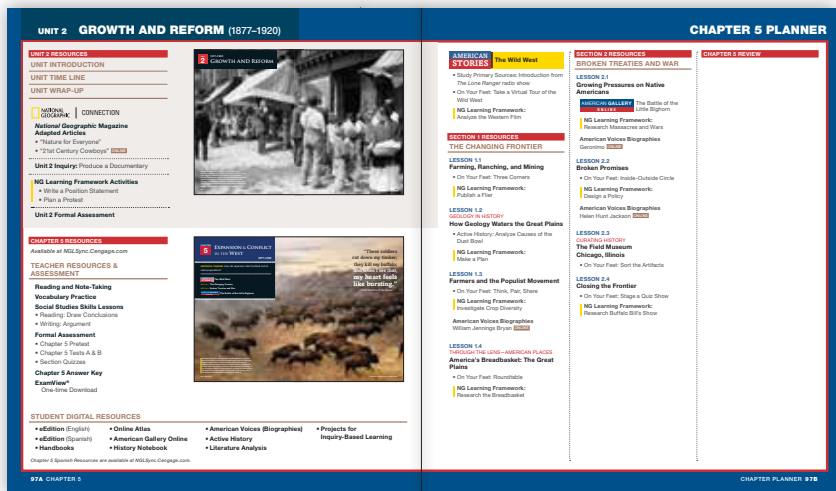 UNIT 2 GROWTH AND REFORM (1877–1920)
UNIT 2 RESOURCES
UNIT INTRODUCTION
UNIT TIME LINE
UNIT WRAP-UP
NATIONAL
GEOGRAPHIC
CONNECTION
National Geographic Magazine
Adapted Articles
• "Nature for Everyone"
• "21st Century Cowboys" ONLINE
Unit 2 Inquiry: Produce a Documentary
NG Learning Framework Activities
• Write a Position Statement
• Plan a Protest
Unit 2 Formal Assessment
2 GROWTH AND REFORM
CHAPTER 5 RESOURCES
Available at NGLSync.Cengage.com
TEACHER RESOURCES &
ASSESSMENT
Reading and Note-Taking
Vocabulary Practice
Social Studies Skills Lessons
• Reading: Draw Conclusions
• Writing: Argument
Formal Assessment
• Chapter 5 Pretest
• Chapter 5 Tests A & B
• Section Quizzes
Chapter 5 Answer Key
ExamView®
One-time Download
5 EXPANSION & CONFLICT
IN THE WEST
"These soldiers
cut down my timber;
they kill my buffalo;
and when I see that,
my heart feels
like bursting."
STUDENT DIGITAL RESOURCES
• eEdition (English)
• eEdition (Spanish)
• Handbooks
• Online Atlas
• American Gallery Online
• History Notebook
• American Voices (Biographies)
• Active History
• Literature Analysis
• Projects for
Inquiry-Based Learning
Chapter 5 Spanish Resources are available at NGLSync.Cengage.com.
97A CHAPTER 5
CHAPTER 5 PLANNER
AMERICAN
STORIES
The Wild West
• Study Primary Sources: Introduction from
The Lone Ranger radio show
• On Your Feet: Take a Virtual Tour of the
Wild West
NG Learning Framework:
Analyze the Western Film
SECTION 1 RESOURCES
THE CHANGING FRONTIER
LESSON 1.1
Farming, Ranching, and Mining
• On Your Feet: Three Corners
NG Learning Framework:
Publish a Flier
LESSON 1.2
GEOLOGY IN HISTORY
How Geology Waters the Great Plains
• Active History: Analyze Causes of the
Dust Bowl
NG Learning Framework:
Make a Plan
LESSON 1.3
Farmers and the Populist Movement
• On Your Feet: Think, Pair, Share
NG Learning Framework:
Investigate Crop Diversity
American Voices Biographies
William Jennings Bryan ONLINE
LESSON 1.4
THROUGH THE LENS—AMERICAN PLACES
America's Breadbasket: The Great
Plains
• On Your Feet: Roundtable
NG Learning Framework:
Research the Breadbasket
SECTION 2 RESOURCES
BROKEN TREATIES AND WAR
LESSON 2.1
Growing Pressures on Native
Americans
AMERICAN GALLERY
ONLINE
The Battle of the
Little Bighorn
NG Learning Framework:
Research Massacres and Wars
American Voices Biographies
Geronimo ONLINE
LESSON 2.2
Broken Promises
• On Your Feet: Inside-Outside Circle
NG Learning Framework:
Design a Policy
American Voices Biographies
Helen Hunt Jackson ONLINE
LESSON 2.3
CURATING HISTORY
The Field Museum
Chicago, Illinois
• On Your Feet: Sort the Artifacts
LESSON 2.4
Closing the Frontier
• On Your Feet: Stage a Quiz Show
NG Learning Framework:
Research Buffalo Bill's Show
CHAPTER 5 REVIEW
CHAPTER PLANNER 97B